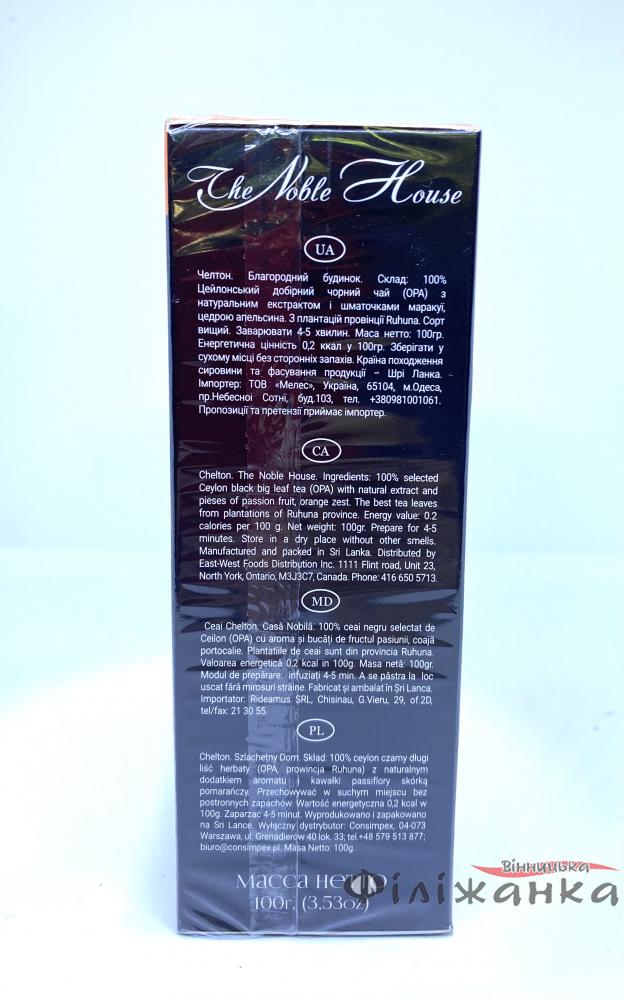 The Noble House
UA
Челтон. Благородний будинок. Склад: 100%
Цейлонський добірний чорний чай (ОРА) з
натуральним екстрактом і шматочками маракуї,
цедрою апельсина. З плантацій провінції Ruhuna. Сорт
вищий. Заварювати 4-5 хвилин. Маса нетто: 100гр.
Енергетична цінність 0,2 ккал у 100гр. Зберігати у
сухому місці без сторонніх запахів. Країна походження
сировини та фасування продукції – Шрі Ланка.
Імпортер: ТОВ «Мелес», Україна, 65104, м.Одеса,
пр.Небесної Сотні, буд.103, тел. +380981001061.
Пропозиції та претензії приймає імпортер.
CA
Chelton. The Noble House. Ingredients: 100% selected
Ceylon black big leaf tea (OPA) with natural extract and
pieses of passion fruit, orange zest. The best tea leaves
from plantations of Ruhuna province. Energy value: 0.2
calories per 100 g. Net weight: 100gr. Prepare for 4-5
minutes. Store in a dry place without other smells.
Manufactured and packed in Sri Lanka. Distributed by
East-West Foods Distribution Inc. 1111 Flint road, Unit 23,
North York, Ontario, M3J3C7, Canada. Phone: 416 650 5713.
MD
Ceai Chelton. Casă Nobilă: 100% ceai negru selectat de
Ceilon (OPA) cu aroma și bucăți de fructul pasiunii, coajă
portocalie. Plantatiile de ceai sunt din provincia Ruhuna.
Valoarea energetică 0,2 kcal in 100g. Masa netă: 100gr.
Modul de preparăre: infuziați 4-5 min. A se păstra la loc
uscat fără mirosuri străine. Fabricat și ambalat în Șri Lanca.
Importator: Rideamus SRL, Chisinau, G.Vieru, 29, of.2D,
tel/fax: 21 30 55.
PL
Chelton. Szlachetny Dom. Skład: 100% ceylon czarny długi
liść herbaty (OPA, prowincja Ruhuna) z naturalnym
dodatkiem aromatu i kawałki passiflory skórką
pomarańczy. Przechowywać w suchym miejscu bez
postronnych zapachów. Wartość energetyczna 0,2 kcal w
100g. Zaparzać 4-5 minut. Wyprodukowano i zapakowano
na Sri Lance. Wyłączny dystrybutor: Consimpex, 04-073
Warszawa, ul. Grenadierów 40 lok. 33; tel.+48 579 513 877;
biuro@consimpex.pl. Masa Netto: 100g.
Масса нетто
100г. (3,53oz)
Вінницька
Філіжанка